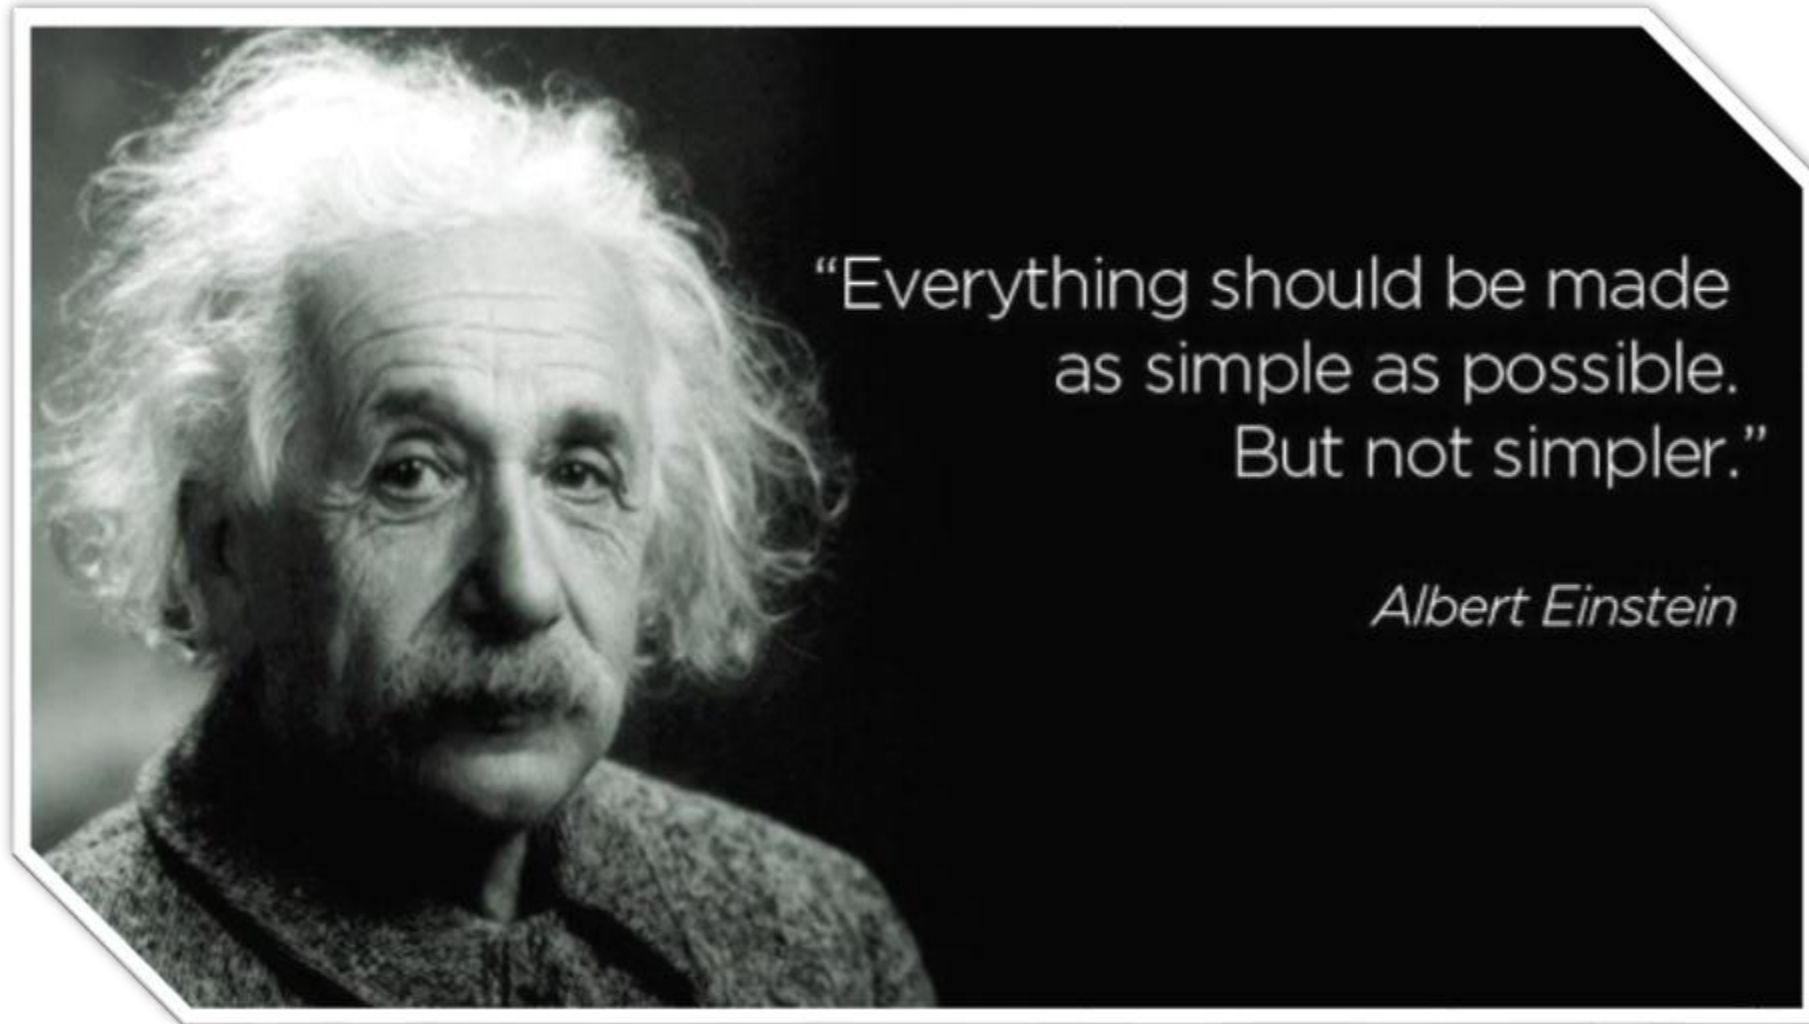 “Everything should be made
as simple as possible.
But not simpler.”
Albert Einstein